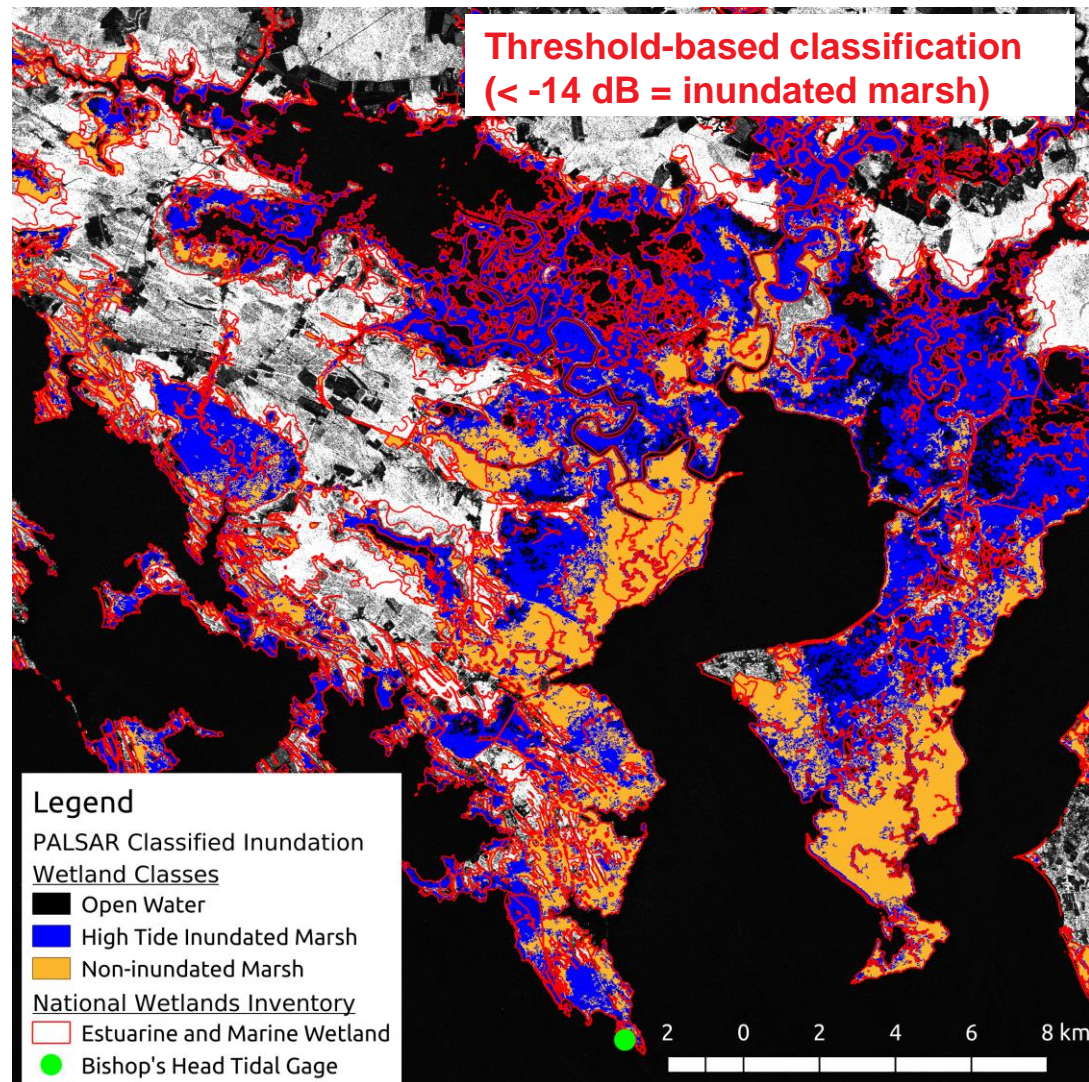 Threshold-based classification
(< -14 dB = inundated marsh)
Legend
PALSAR Classified Inundation
Wetland Classes
Open Water
High Tide Inundated Marsh
Non-inundated Marsh
National Wetlands Inventory
Estuarine and Marine Wetland
Bishop's Head Tidal Gage
2 0 2 4 6 8 km